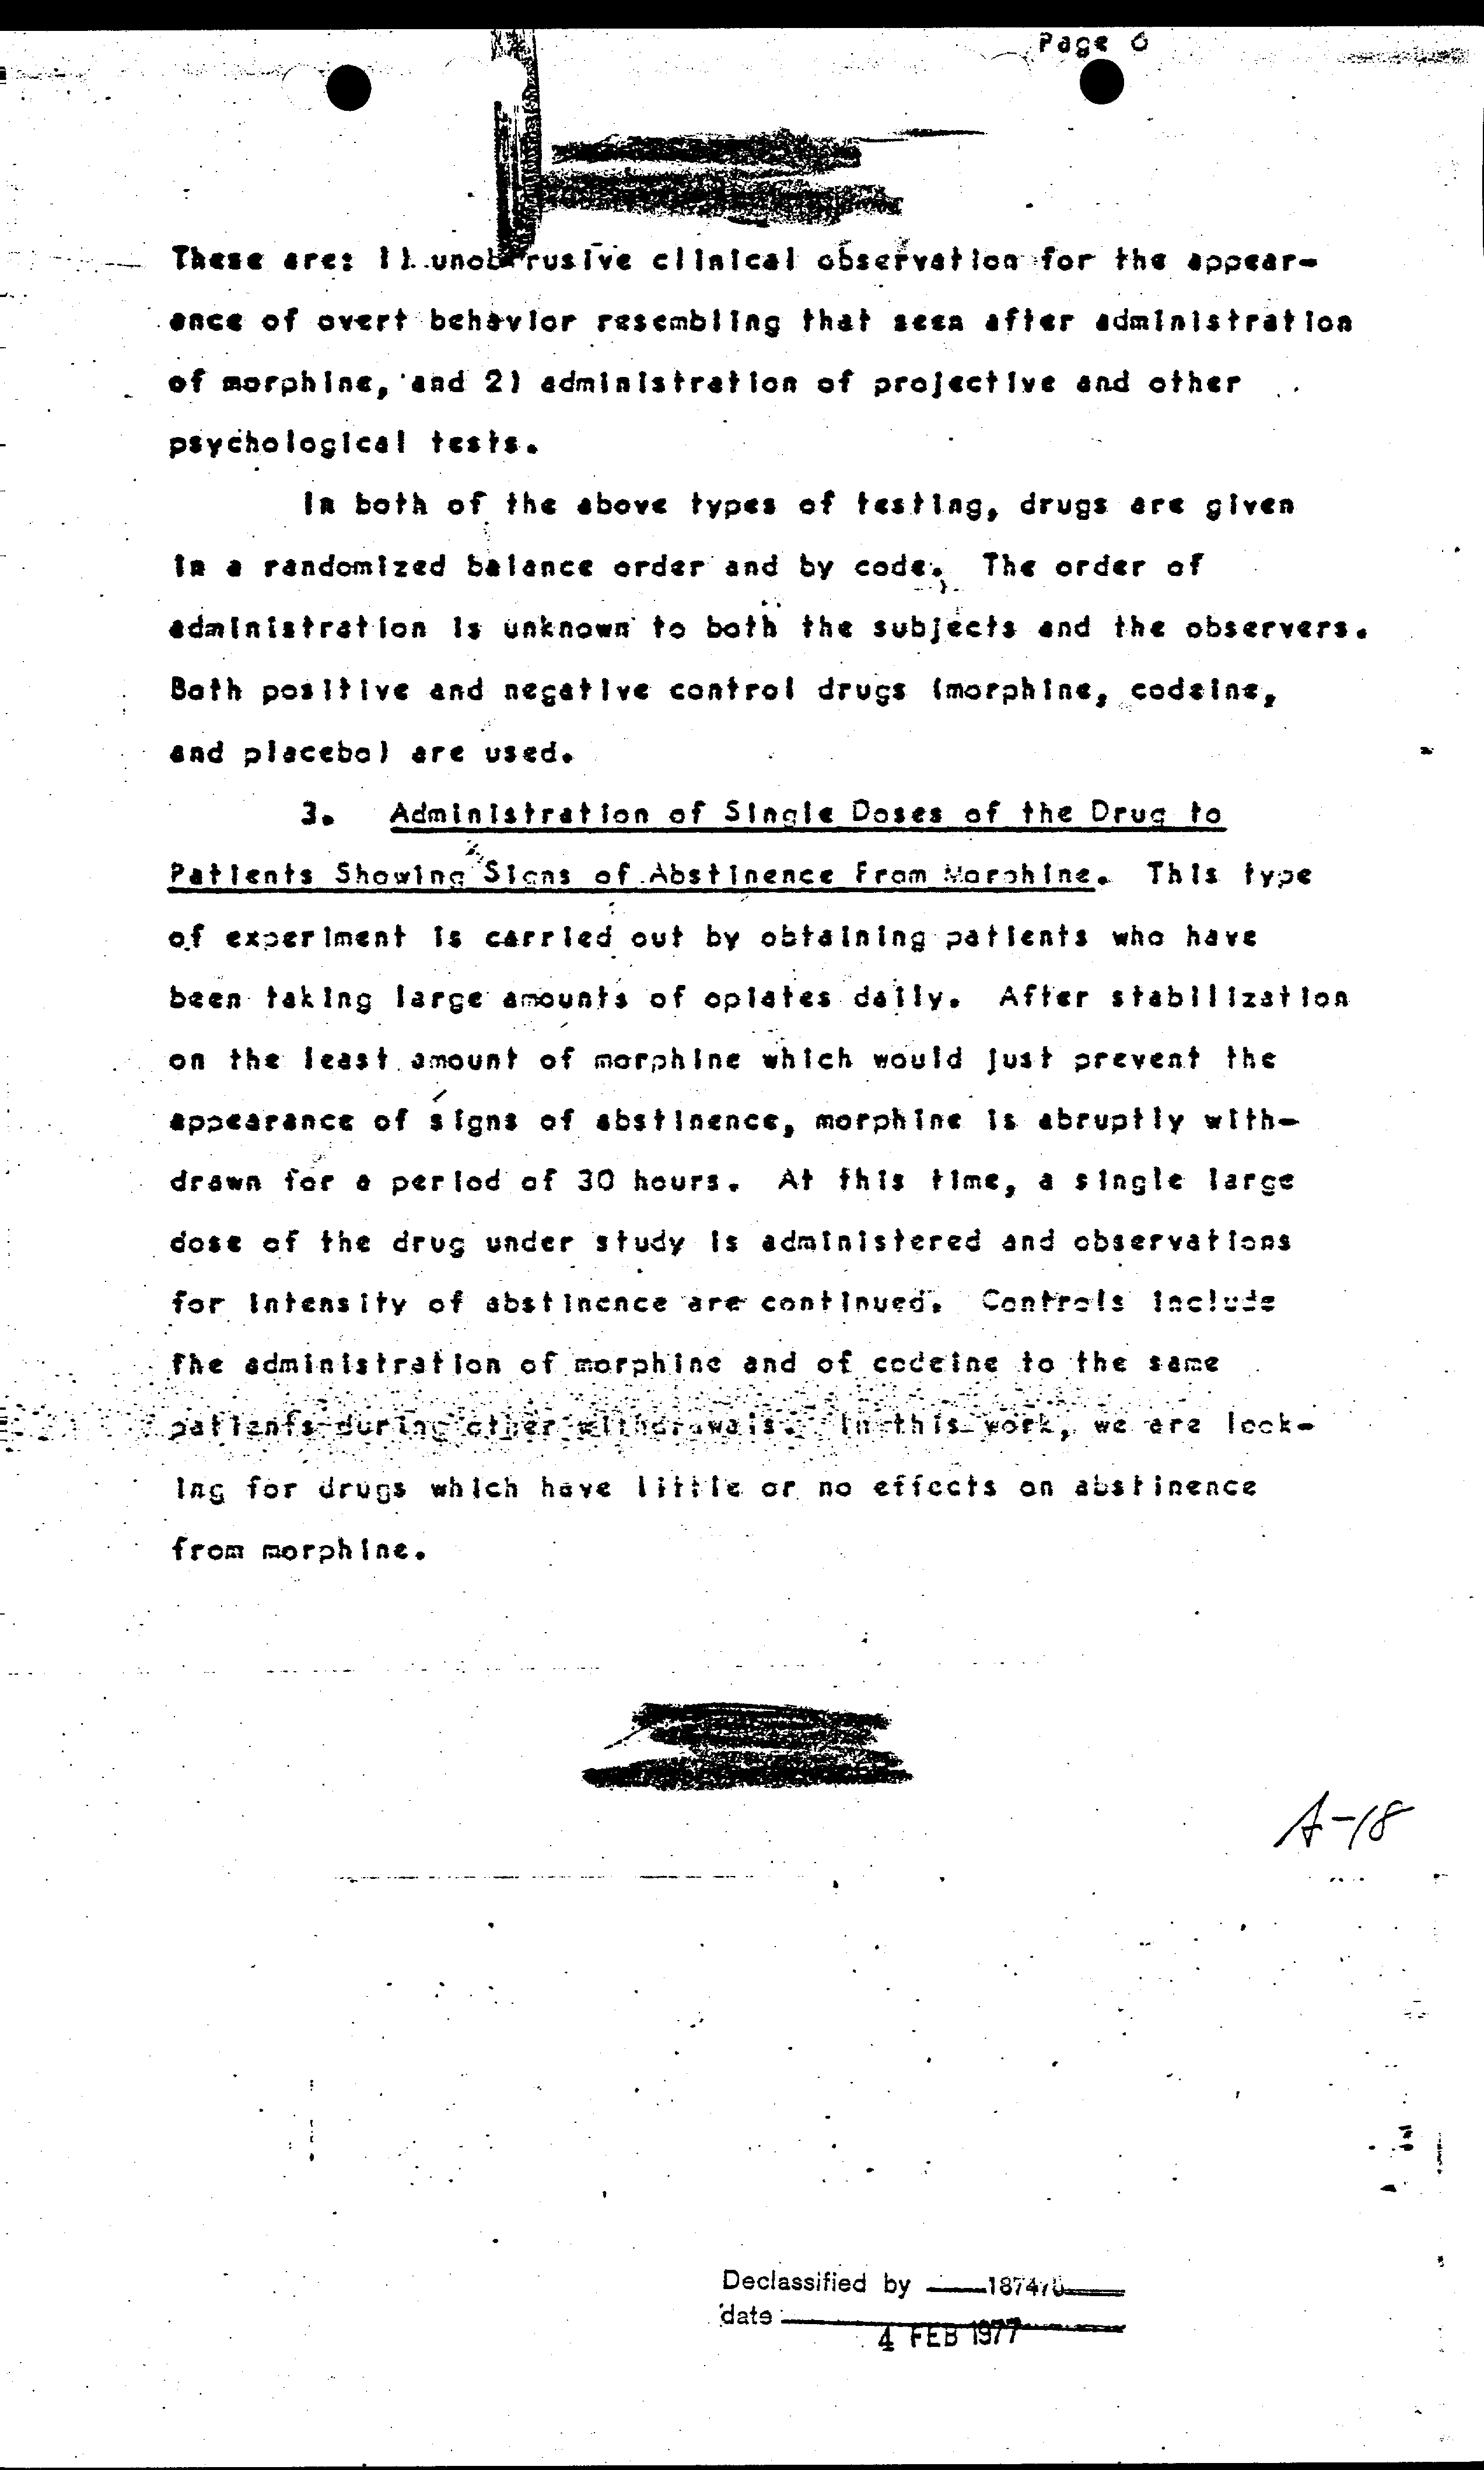 Page 6
These are: 1) unobtrusive clinical observation for the appear-
ance of overt behavior resembling that seen after administration
of morphine, and 2) administration of projective and other
psychological tests.
In both of the above types of testing, drugs are given
in a randomized balance order and by code. The order of
administration is unknown to both the subjects and the observers.
Both positive and negative control drugs (morphine, codeine,
and placebo) are used.
3. Administration of Single Doses of the Drug to
Patients Showing Signs of Abstinence From Morphine. This type
of experiment is carried out by obtaining patients who have
been taking large amounts of opiates daily. After stabilization
on the least amount of morphine which would just prevent the
appearance of signs of abstinence, morphine is abruptly with-
drawn for a period of 30 hours. At this time, a single large
dose of the drug under study is administered and observations
for intensity of abstinence are continued. Controls include
the administration of morphine and of codeine to the same
patients during other withdrawals. In this work, we are look-
ing for drugs which have little or no effects on abstinence
from morphine.
A-18
Declassified by
date
4 FEB 1977